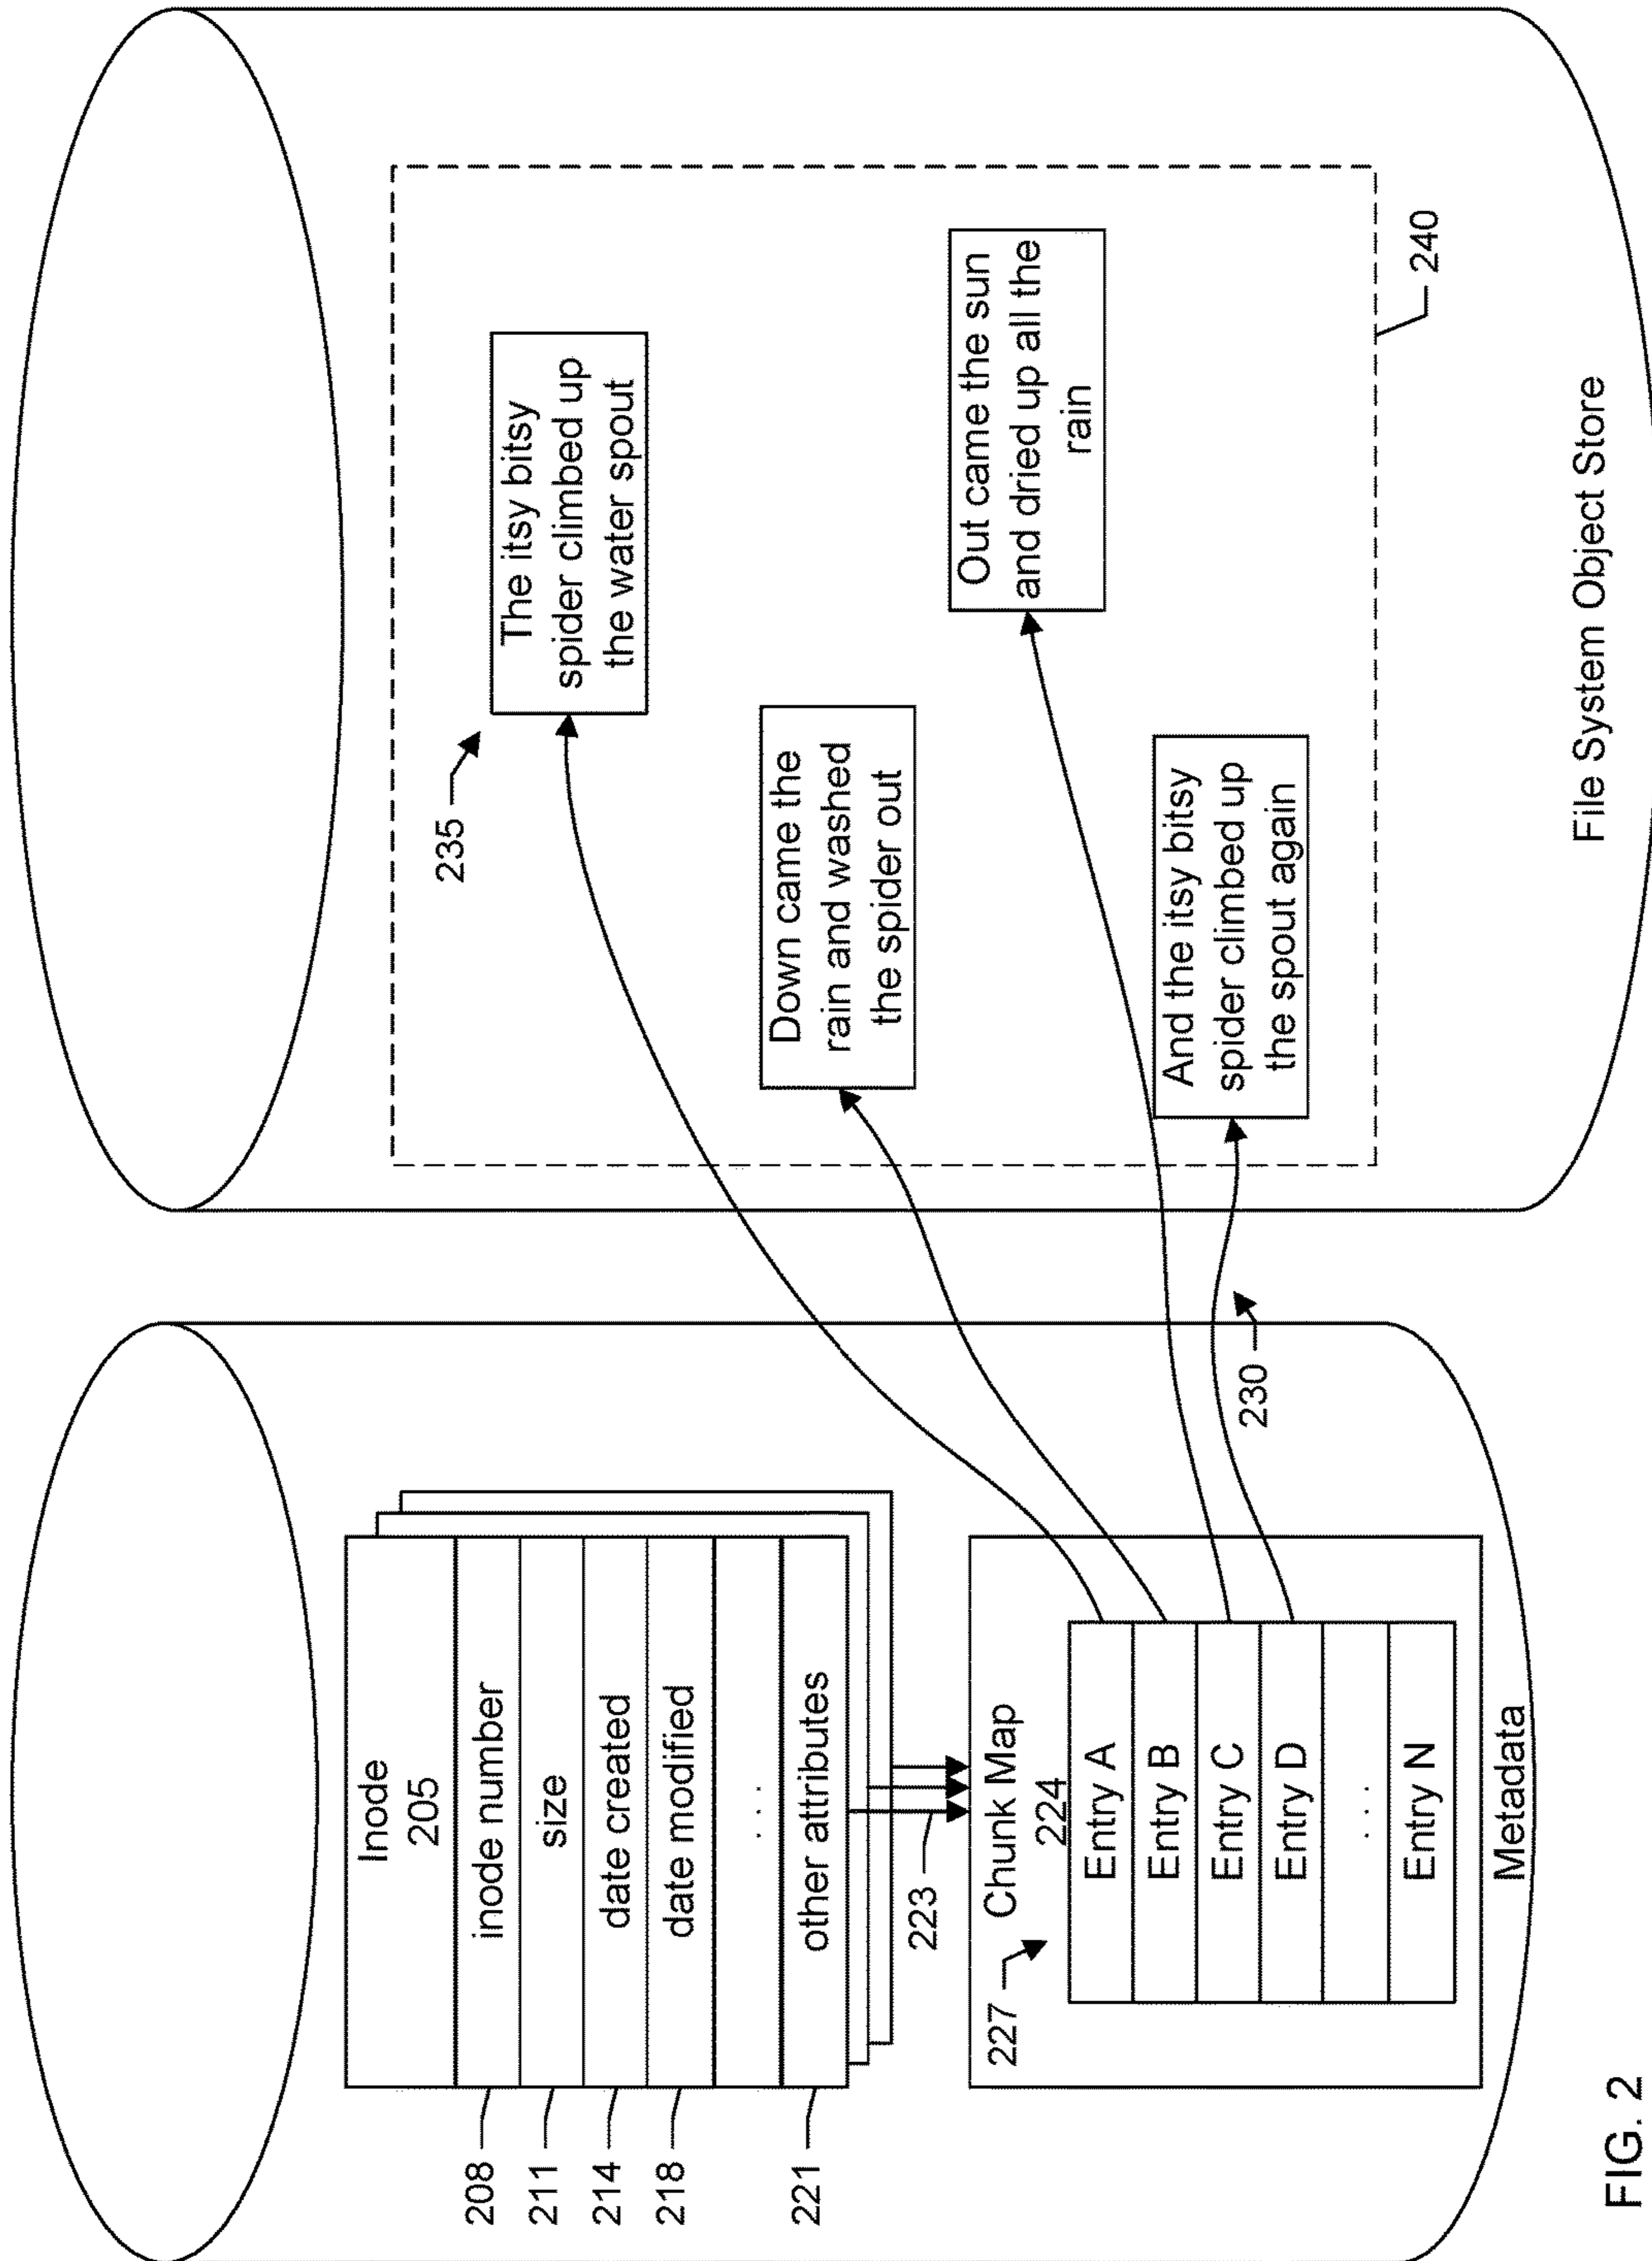 Inode
205
208
inode number
211
size
214
date created
218
date modified
. . .
221
other attributes
223
227
Chunk Map
224
Entry A
Entry B
Entry C
Entry D
. . .
Entry N
Metadata
230
235
The itsy bitsy
spider climbed up
the water spout
Down came the
rain and washed
the spider out
Out came the sun
and dried up all the
rain
And the itsy bitsy
spider climbed up
the spout again
240
File System Object Store
FIG. 2